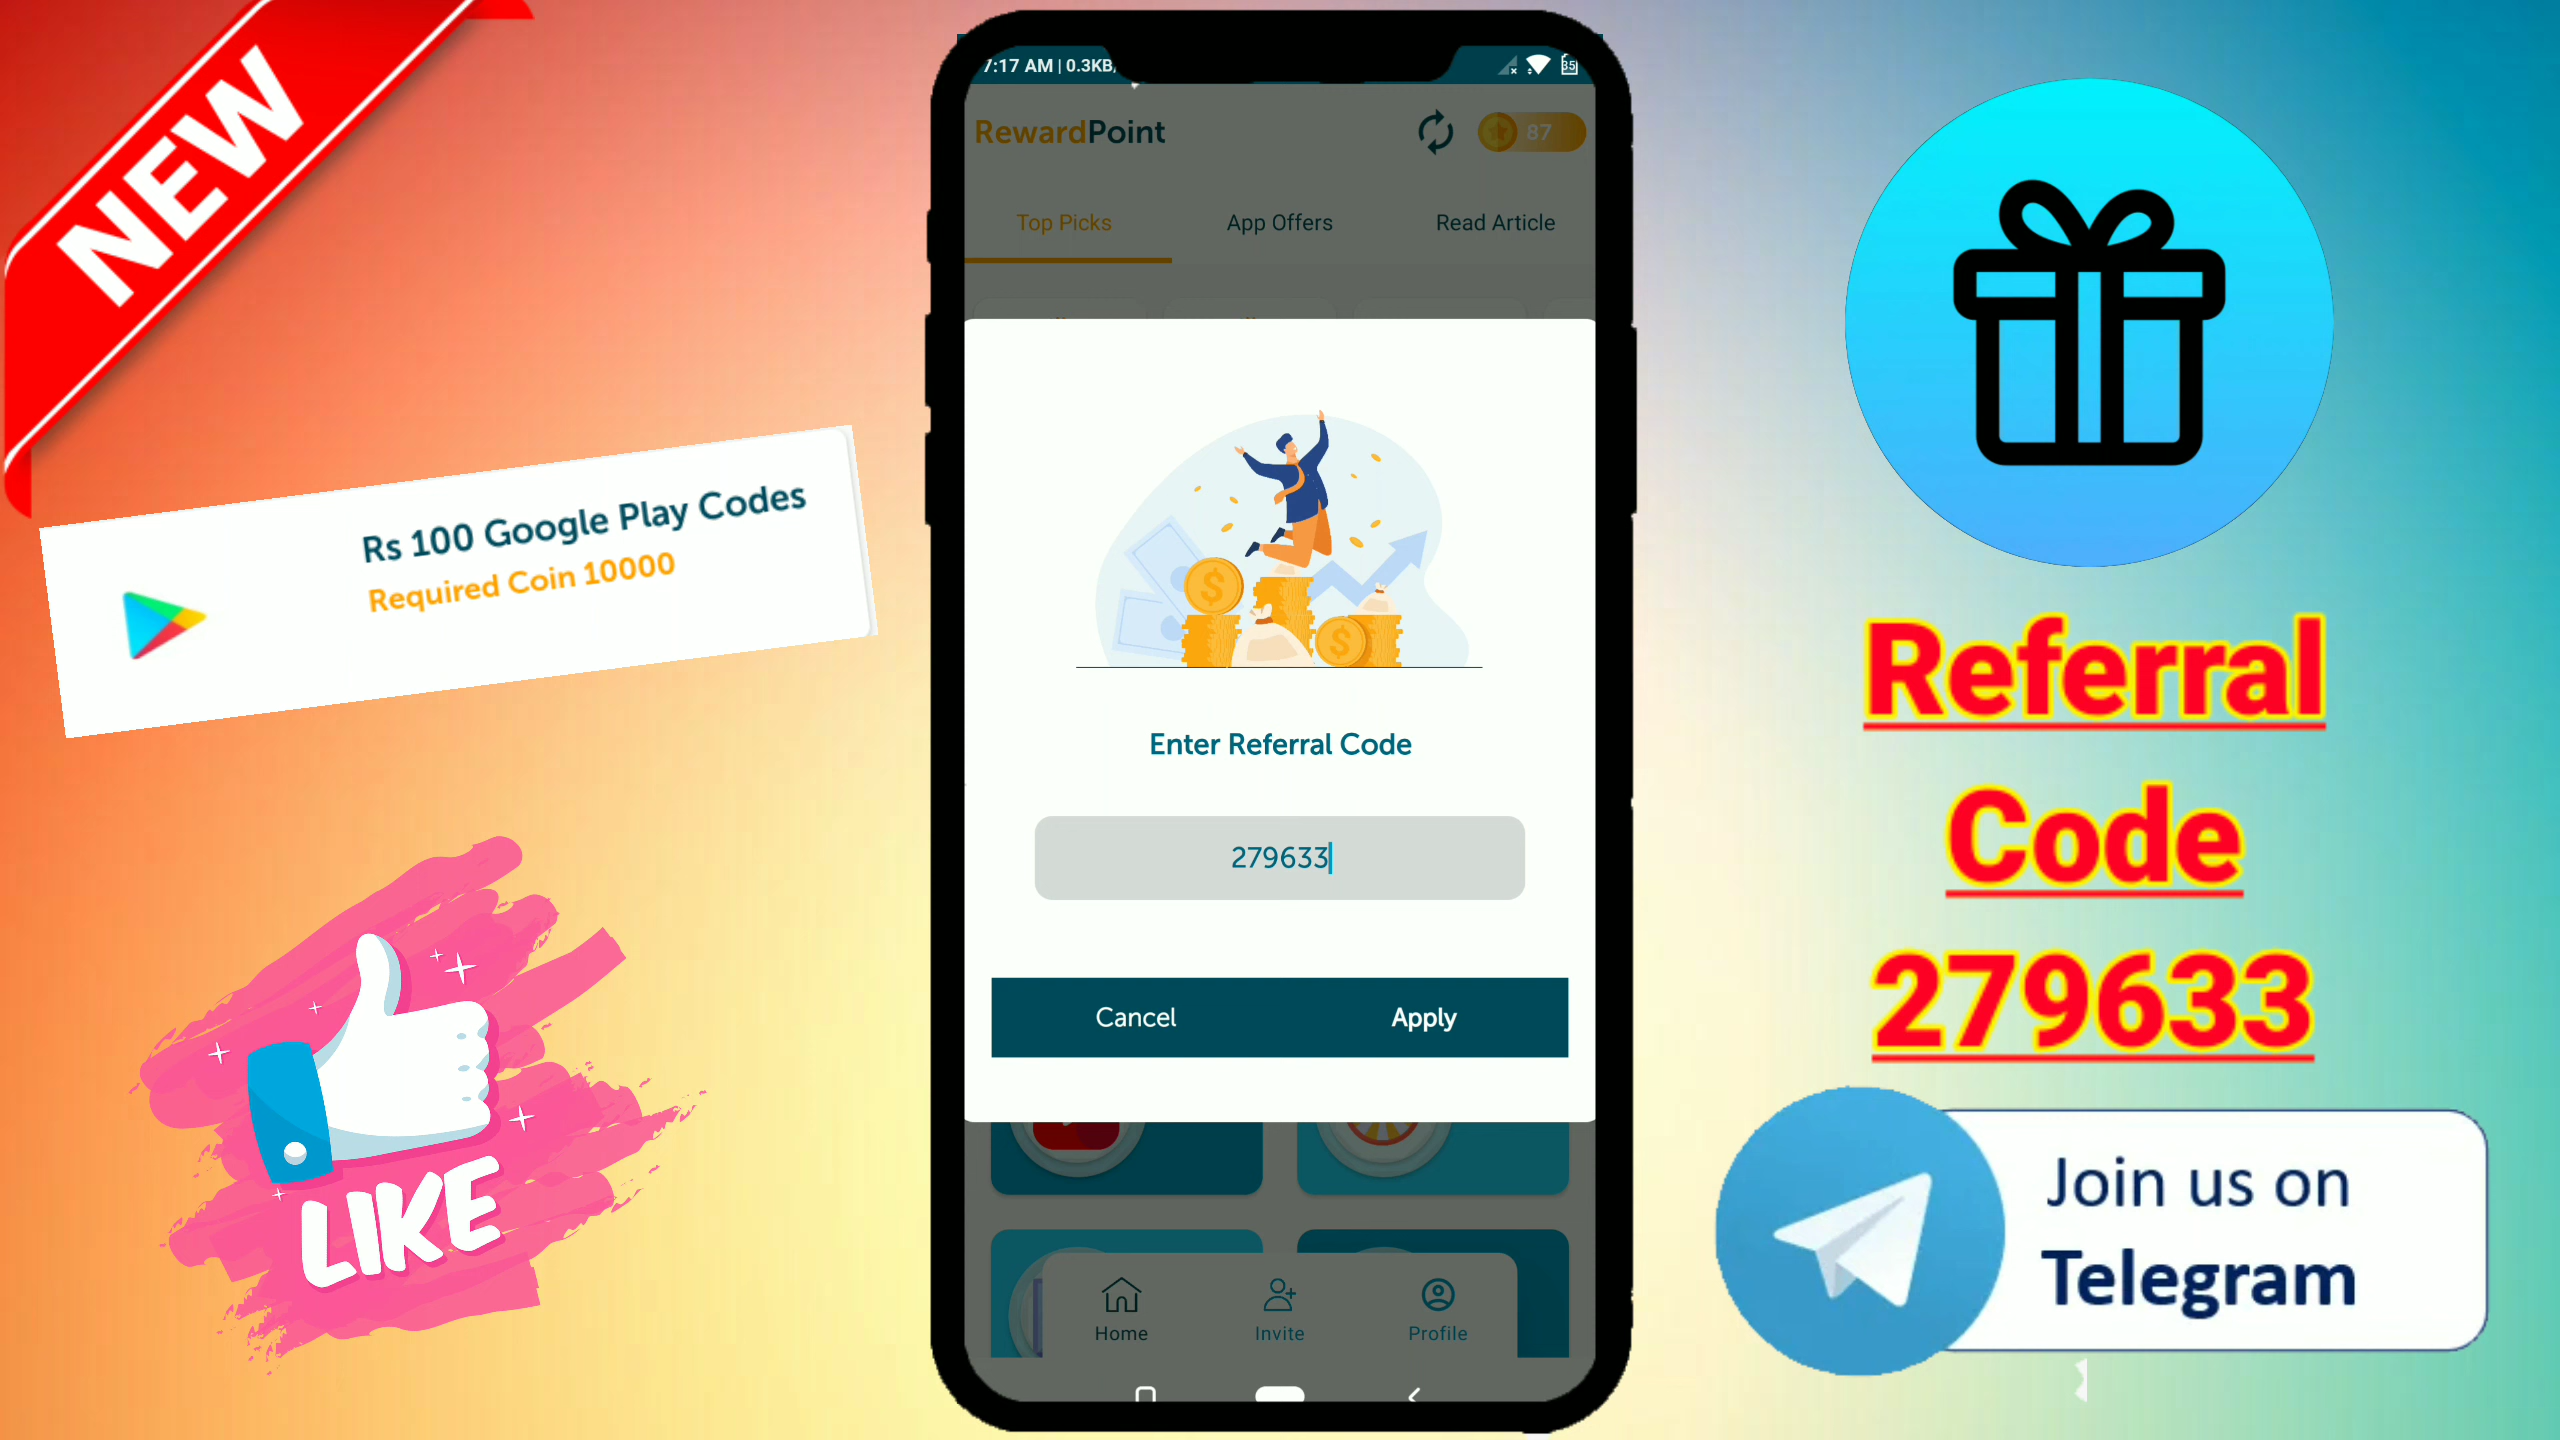 NEW
Rs 100 Google Play Codes
Required Coin 10000
LIKE
7:17 AM | 0.3KB/
35
RewardPoint
87
Top Picks
App Offers
Read Article
Enter Referral Code
279633
Cancel
Apply
Home
Invite
Profile
Referral
Code
279633
Join us on
Telegram